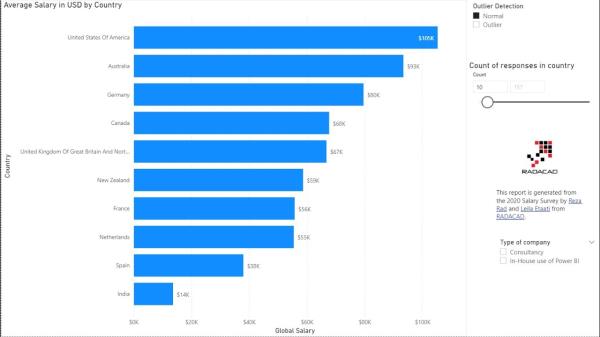 Average Salary in USD by Country
Country
United States Of America
$105K
Australia
$93K
Germany
$80K
Canada
$68K
United Kingdom Of Great Britain And Nort...
$67K
New Zealand
$59K
France
$56K
Netherlands
$55K
Spain
$38K
India
$14K
$0K
$20K
$40K
$60K
$80K
$100K
Global Salary
Outlier Detection
Normal
Outlier
Count of responses in country
Count
10
RADACAD
This report is generated from
the 2020 Salary Survey by Reza
Rad and Leila Etaati from
RADACAD.
Type of company
Consultancy
In-House use of Power BI